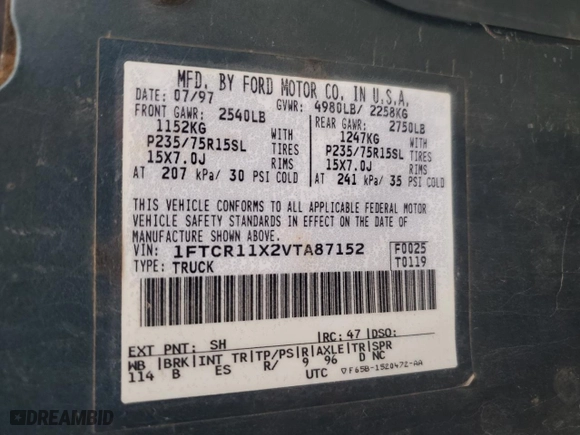 MFD. BY FORD MOTOR CO. IN U.S.A.
DATE: 07/97 GVWR: 4980LB/ 2258KG
FRONT GAWR: 2540LB REAR GAWR: 2750LB
1152KG WITH 1247KG WITH
P235/75R15SL TIRES P235/75R15SL TIRES
15X7.0J RIMS 15X7.0J RIMS
AT 207 kPa/ 30 PSI COLD AT 241 kPa/ 35 PSI COLD
THIS VEHICLE CONFORMS TO ALL APPLICABLE FEDERAL MOTOR
VEHICLE SAFETY STANDARDS IN EFFECT ON THE DATE OF
MANUFACTURE SHOWN ABOVE.
VIN: 1FTCR11X2VTA87152 F0025
TYPE: TRUCK T0119
EXT PNT: SH RC: 47 DSO:
WB BRK INT TR TP/PS R AXLE TR SPR
114 B ES R/ 9 96 D NC
UTC F65B-1520472-AA
DREAMBID